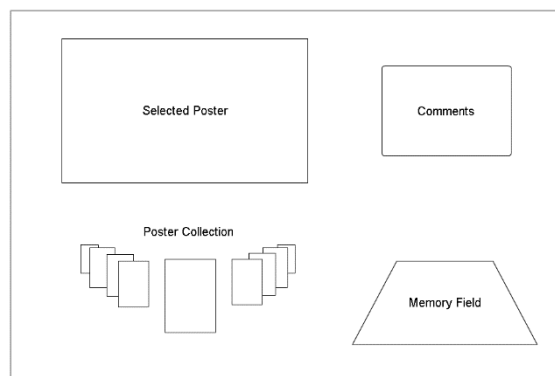 Selected Poster
Comments
Poster Collection
Memory Field